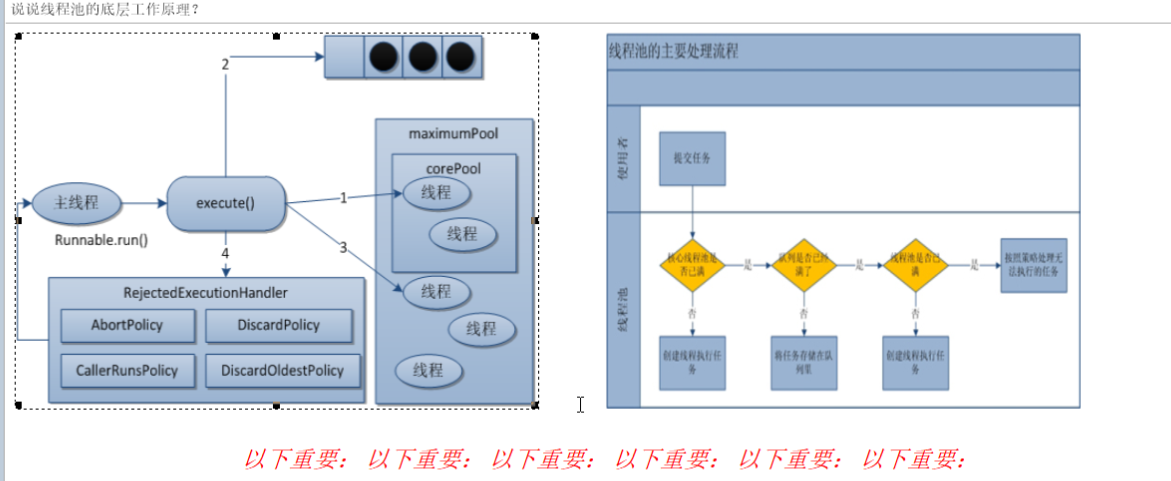 说说线程池的底层工作原理？
2
maximumPool
corePool
线程
线程
线程
线程
线程
主线程
execute()
1
3
4
Runnable.run()
RejectedExecutionHandler
AbortPolicy
DiscardPolicy
CallerRunsPolicy
DiscardOldestPolicy
线程池的主要处理流程
使用者
提交任务
线程池
核心线程池是
否已满
是
队列是否已经
满了
是
线程池是否已
满
是
按照策略处理无
法执行的任务
否
否
否
创建线程执行任
务
将任务存储在队
列里
创建线程执行任
务
以下重要： 以下重要： 以下重要： 以下重要： 以下重要： 以下重要：